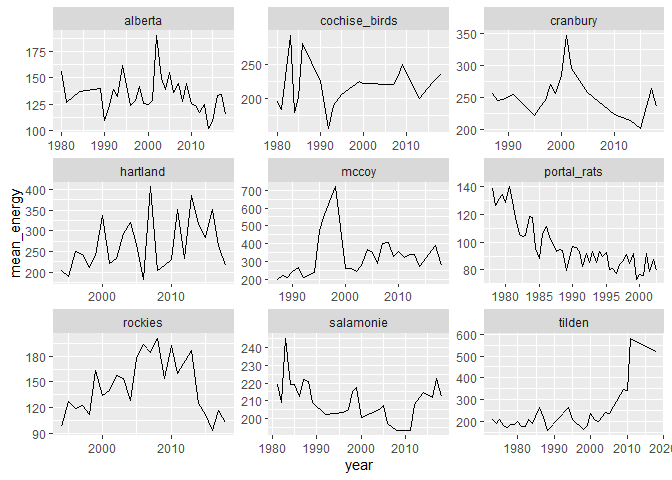 alberta
cochise_birds
cranbury
175
150
125
100
1980 1990 2000 2010
250
200
1980 1990 2000 2010
350
300
250
200
1990 2000 2010
hartland
mccoy
portal_rats
mean_energy
400
350
300
250
200
2000 2010
700
600
500
400
300
200
1990 2000 2010
140
120
100
80
1980 1985 1990 1995 2000
rockies
salamonie
tilden
180
150
120
90
2000 2010
240
230
220
210
200
1980 1990 2000 2010
600
500
400
300
200
1980 1990 2000 2010 2020
year